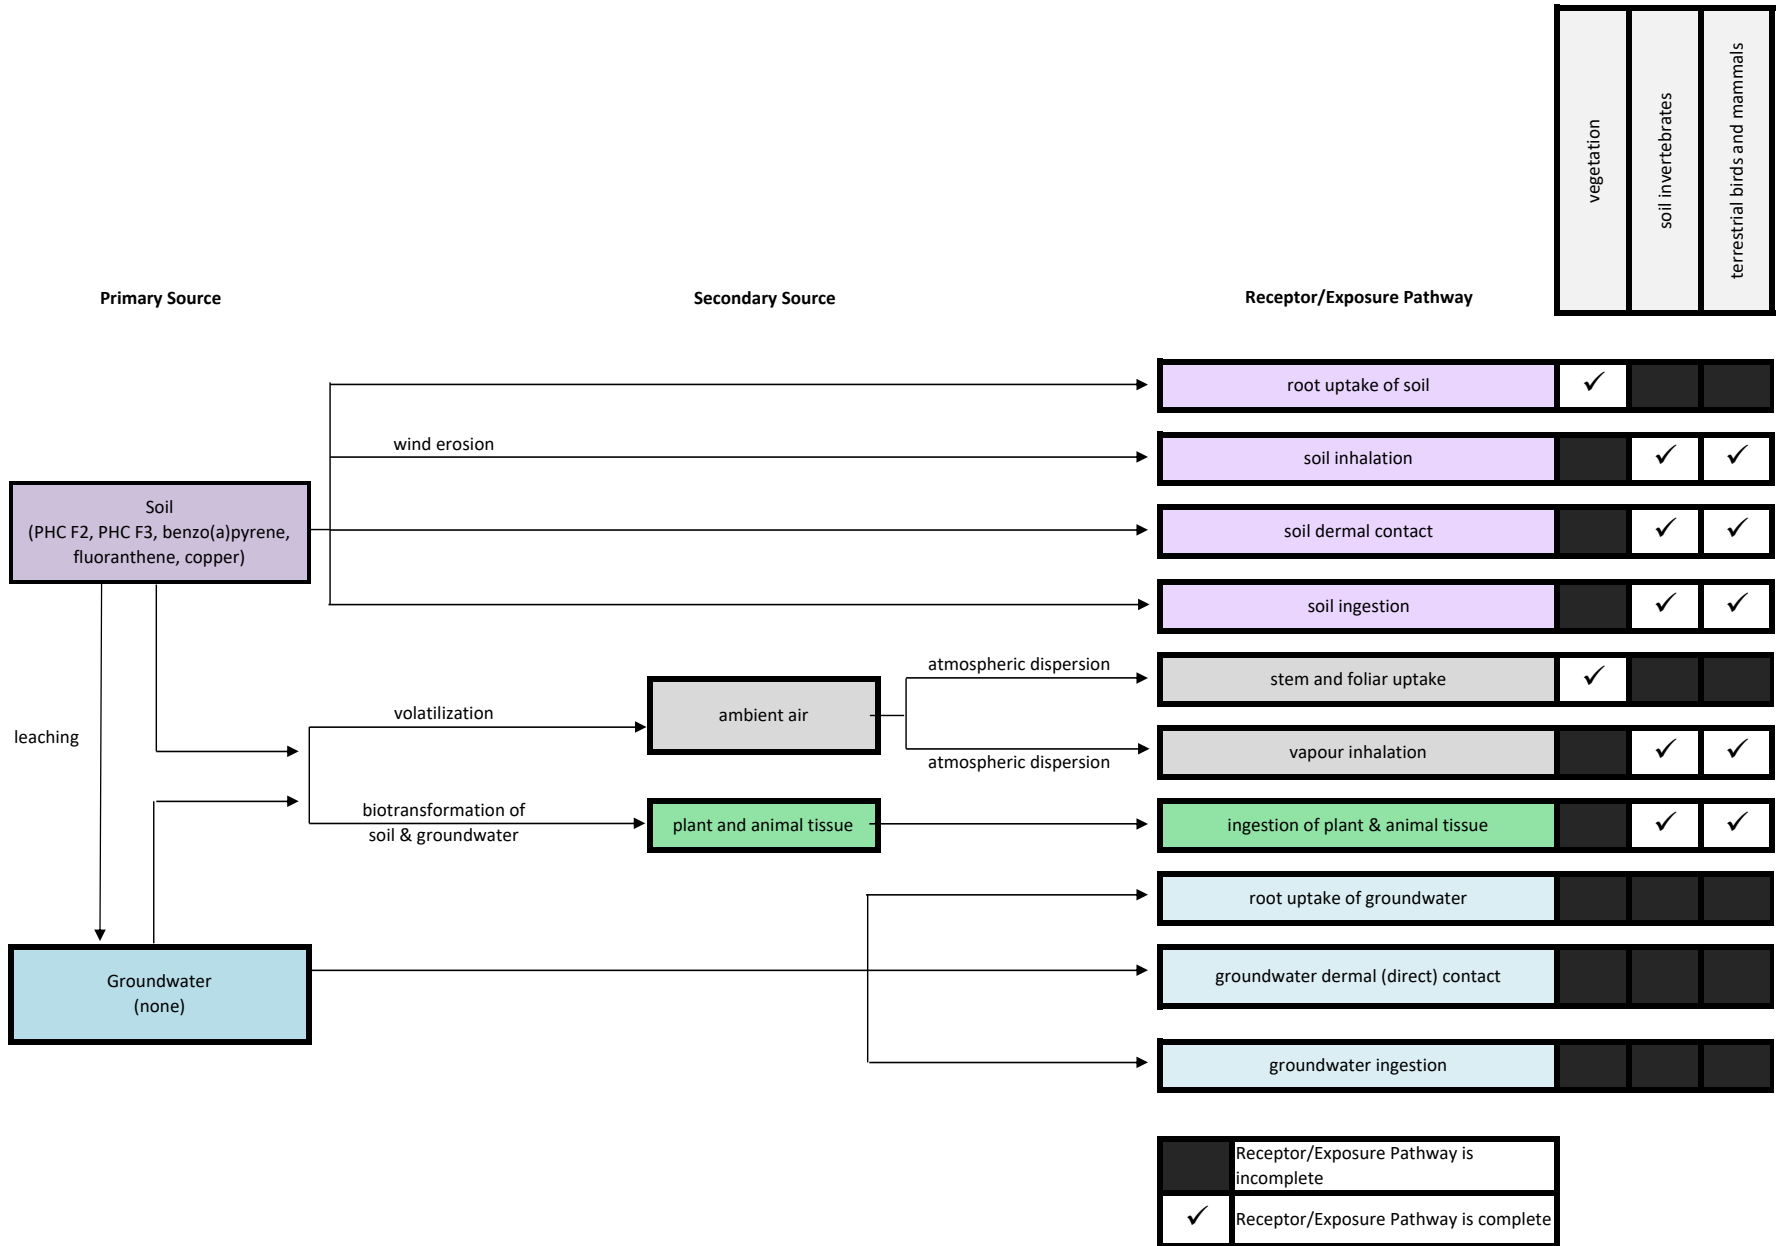 vegetation
soil invertebrates
terrestrial birds and mammals
Primary Source
Secondary Source
Receptor/Exposure Pathway
root uptake of soil
✓
wind erosion
soil inhalation
✓
✓
Soil
(PHC F2, PHC F3, benzo(a)pyrene,
fluoranthene, copper)
soil dermal contact
✓
✓
soil ingestion
✓
✓
atmospheric dispersion
stem and foliar uptake
✓
volatilization
ambient air
leaching
atmospheric dispersion
vapour inhalation
✓
✓
biotransformation of
soil & groundwater
plant and animal tissue
ingestion of plant & animal tissue
✓
✓
root uptake of groundwater
Groundwater
(none)
groundwater dermal (direct) contact
groundwater ingestion
Receptor/Exposure Pathway is
incomplete
✓
Receptor/Exposure Pathway is complete